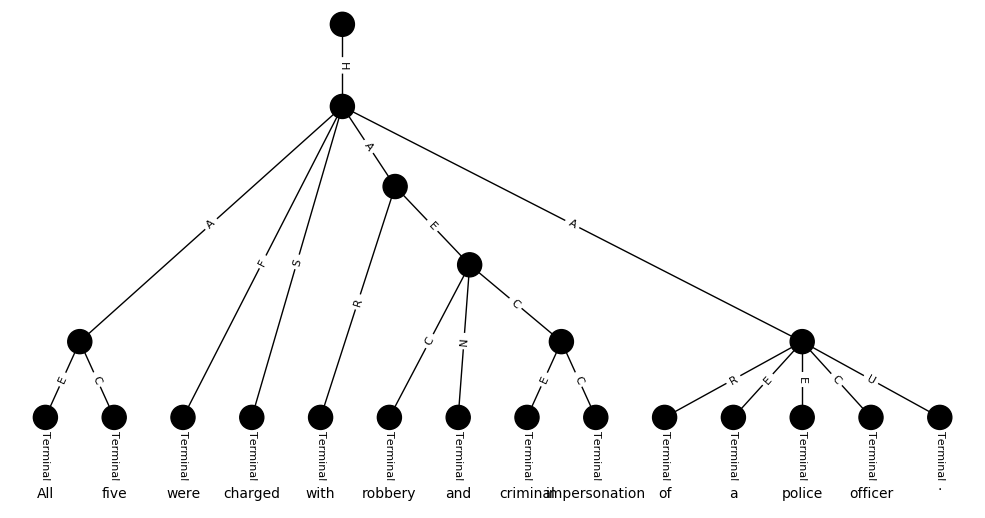 H
A F S A A
E R E C N C R E E C U
E C E C
Terminal Terminal Terminal Terminal Terminal Terminal Terminal Terminal Terminal Terminal Terminal Terminal Terminal Terminal
All five were charged with robbery and criminal impersonation of a police officer .